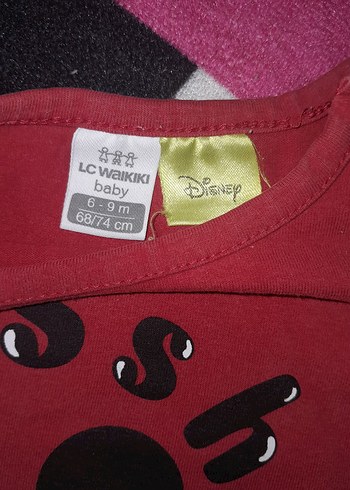 LC WAIKIKI
baby
6 - 9 m
68/74 cm
Disney
s s h